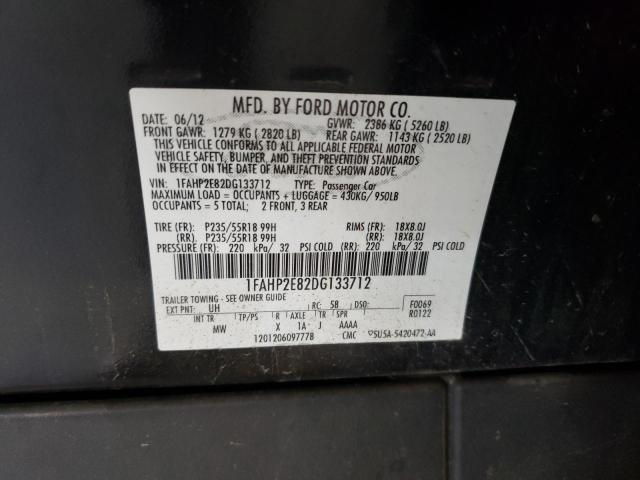 MFD. BY FORD MOTOR CO.
DATE: 06/12 GVWR: 2386 KG ( 5260 LB)
FRONT GAWR: 1279 KG ( 2820 LB) REAR GAWR: 1143 KG ( 2520 LB)
THIS VEHICLE CONFORMS TO ALL APPLICABLE FEDERAL MOTOR
VEHICLE SAFETY, BUMPER, AND THEFT PREVENTION STANDARDS
IN EFFECT ON THE DATE OF MANUFACTURE SHOWN ABOVE.
VIN: 1FAHP2E82DG133712 TYPE: Passenger Car
MAXIMUM LOAD = OCCUPANTS + LUGGAGE = 430KG/ 950LB
OCCUPANTS = 5 TOTAL; 2 FRONT, 3 REAR
TIRE (FR): P235/55R18 99H RIMS (FR): 18X8.0J
(RR): P235/55R18 99H (RR): 18X8.0J
PRESSURE (FR): 220 kPa/ 32 PSI COLD (RR): 220 kPa/ 32 PSI COLD
1FAHP2E82DG133712
TRAILER TOWING - SEE OWNER GUIDE
EXT PNT: UH RC: 58 DSO: F0069
INT TR TP/PS R AXLE TR SPR R0122
MW X 1A J AAAA
1201206097778 CMC 5U5A-5420472-AA